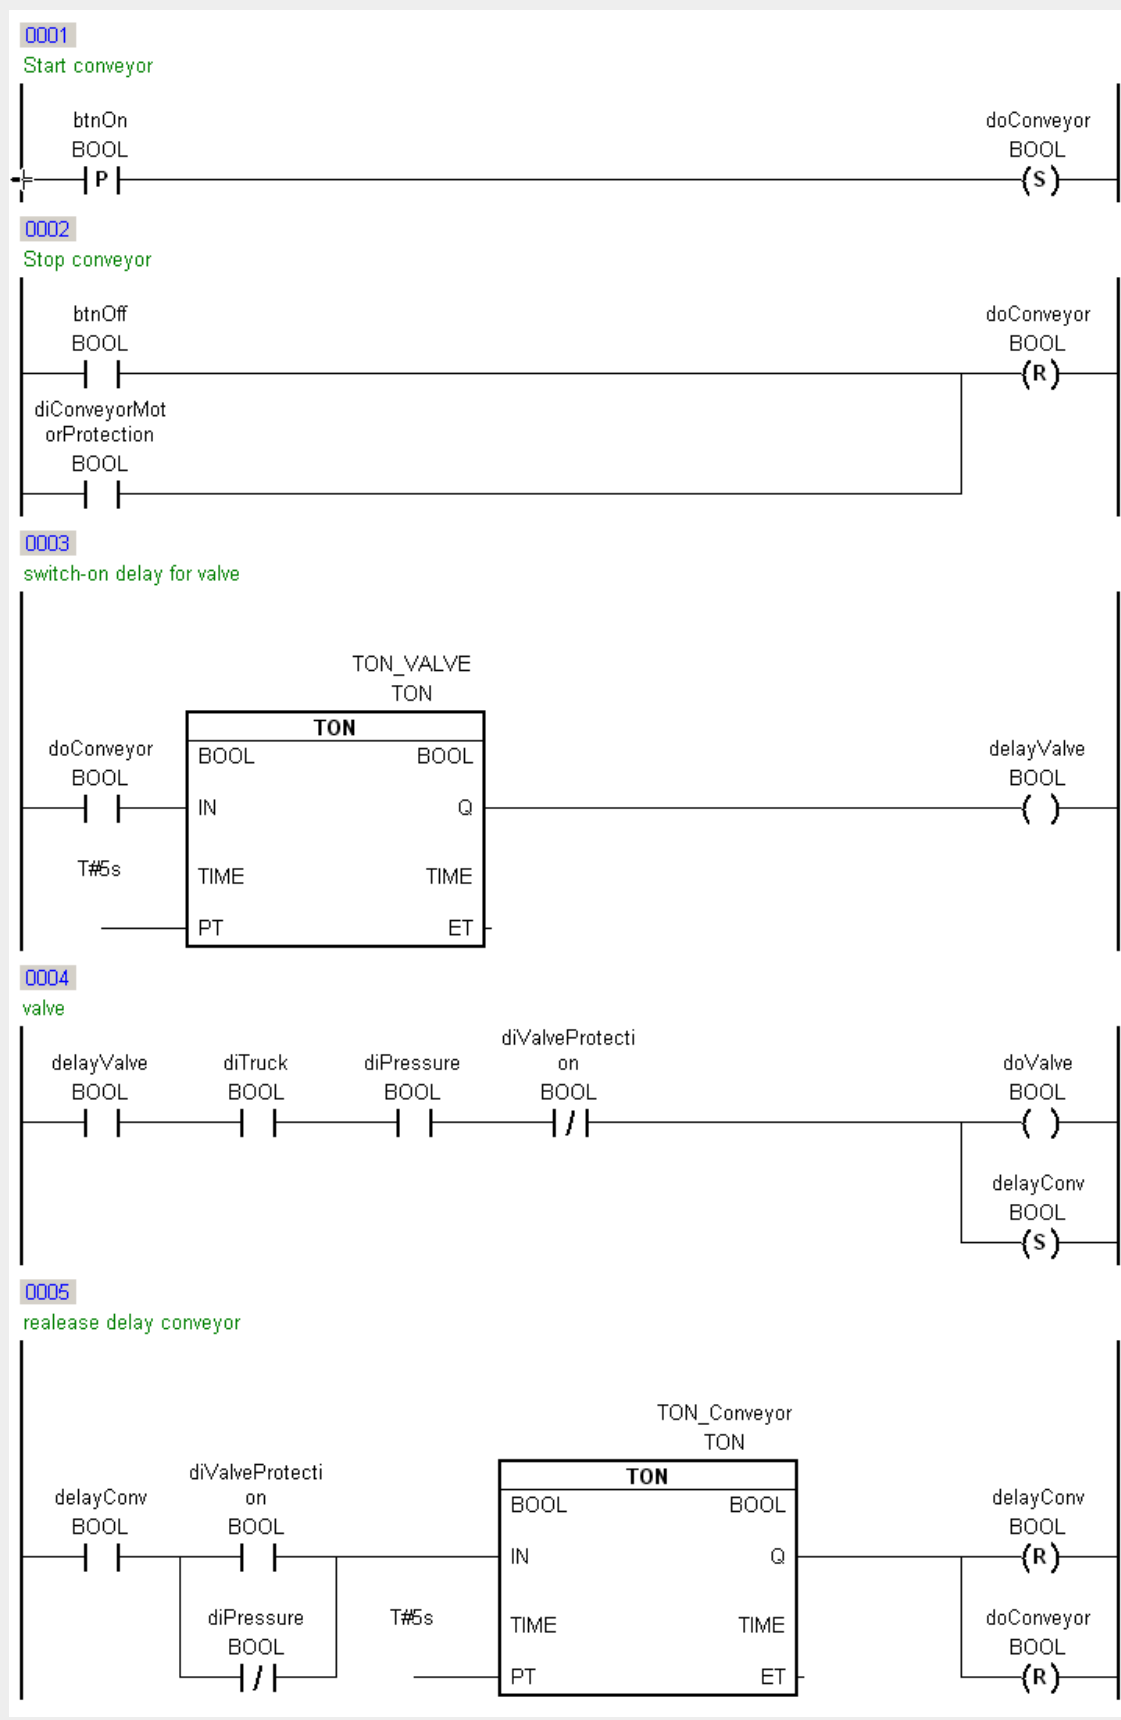 0001
Start conveyor
btnOn
BOOL
doConveyor
BOOL
P
S
0002
Stop conveyor
btnOff
BOOL
doConveyor
BOOL
R
diConveyorMot
orProtection
BOOL
0003
switch-on delay for valve
TON_VALVE
TON
TON
doConveyor
BOOL
BOOL
BOOL
delayValve
BOOL
IN
Q
T#5s
TIME
TIME
PT
ET
0004
valve
delayValve
BOOL
diTruck
BOOL
diPressure
BOOL
diValveProtecti
on
BOOL
/
doValve
BOOL
delayConv
BOOL
S
0005
realease delay conveyor
TON_Conveyor
TON
TON
delayConv
BOOL
diValveProtecti
on
BOOL
BOOL
BOOL
delayConv
BOOL
IN
Q
R
diPressure
BOOL
/
T#5s
TIME
TIME
doConveyor
BOOL
PT
ET
R